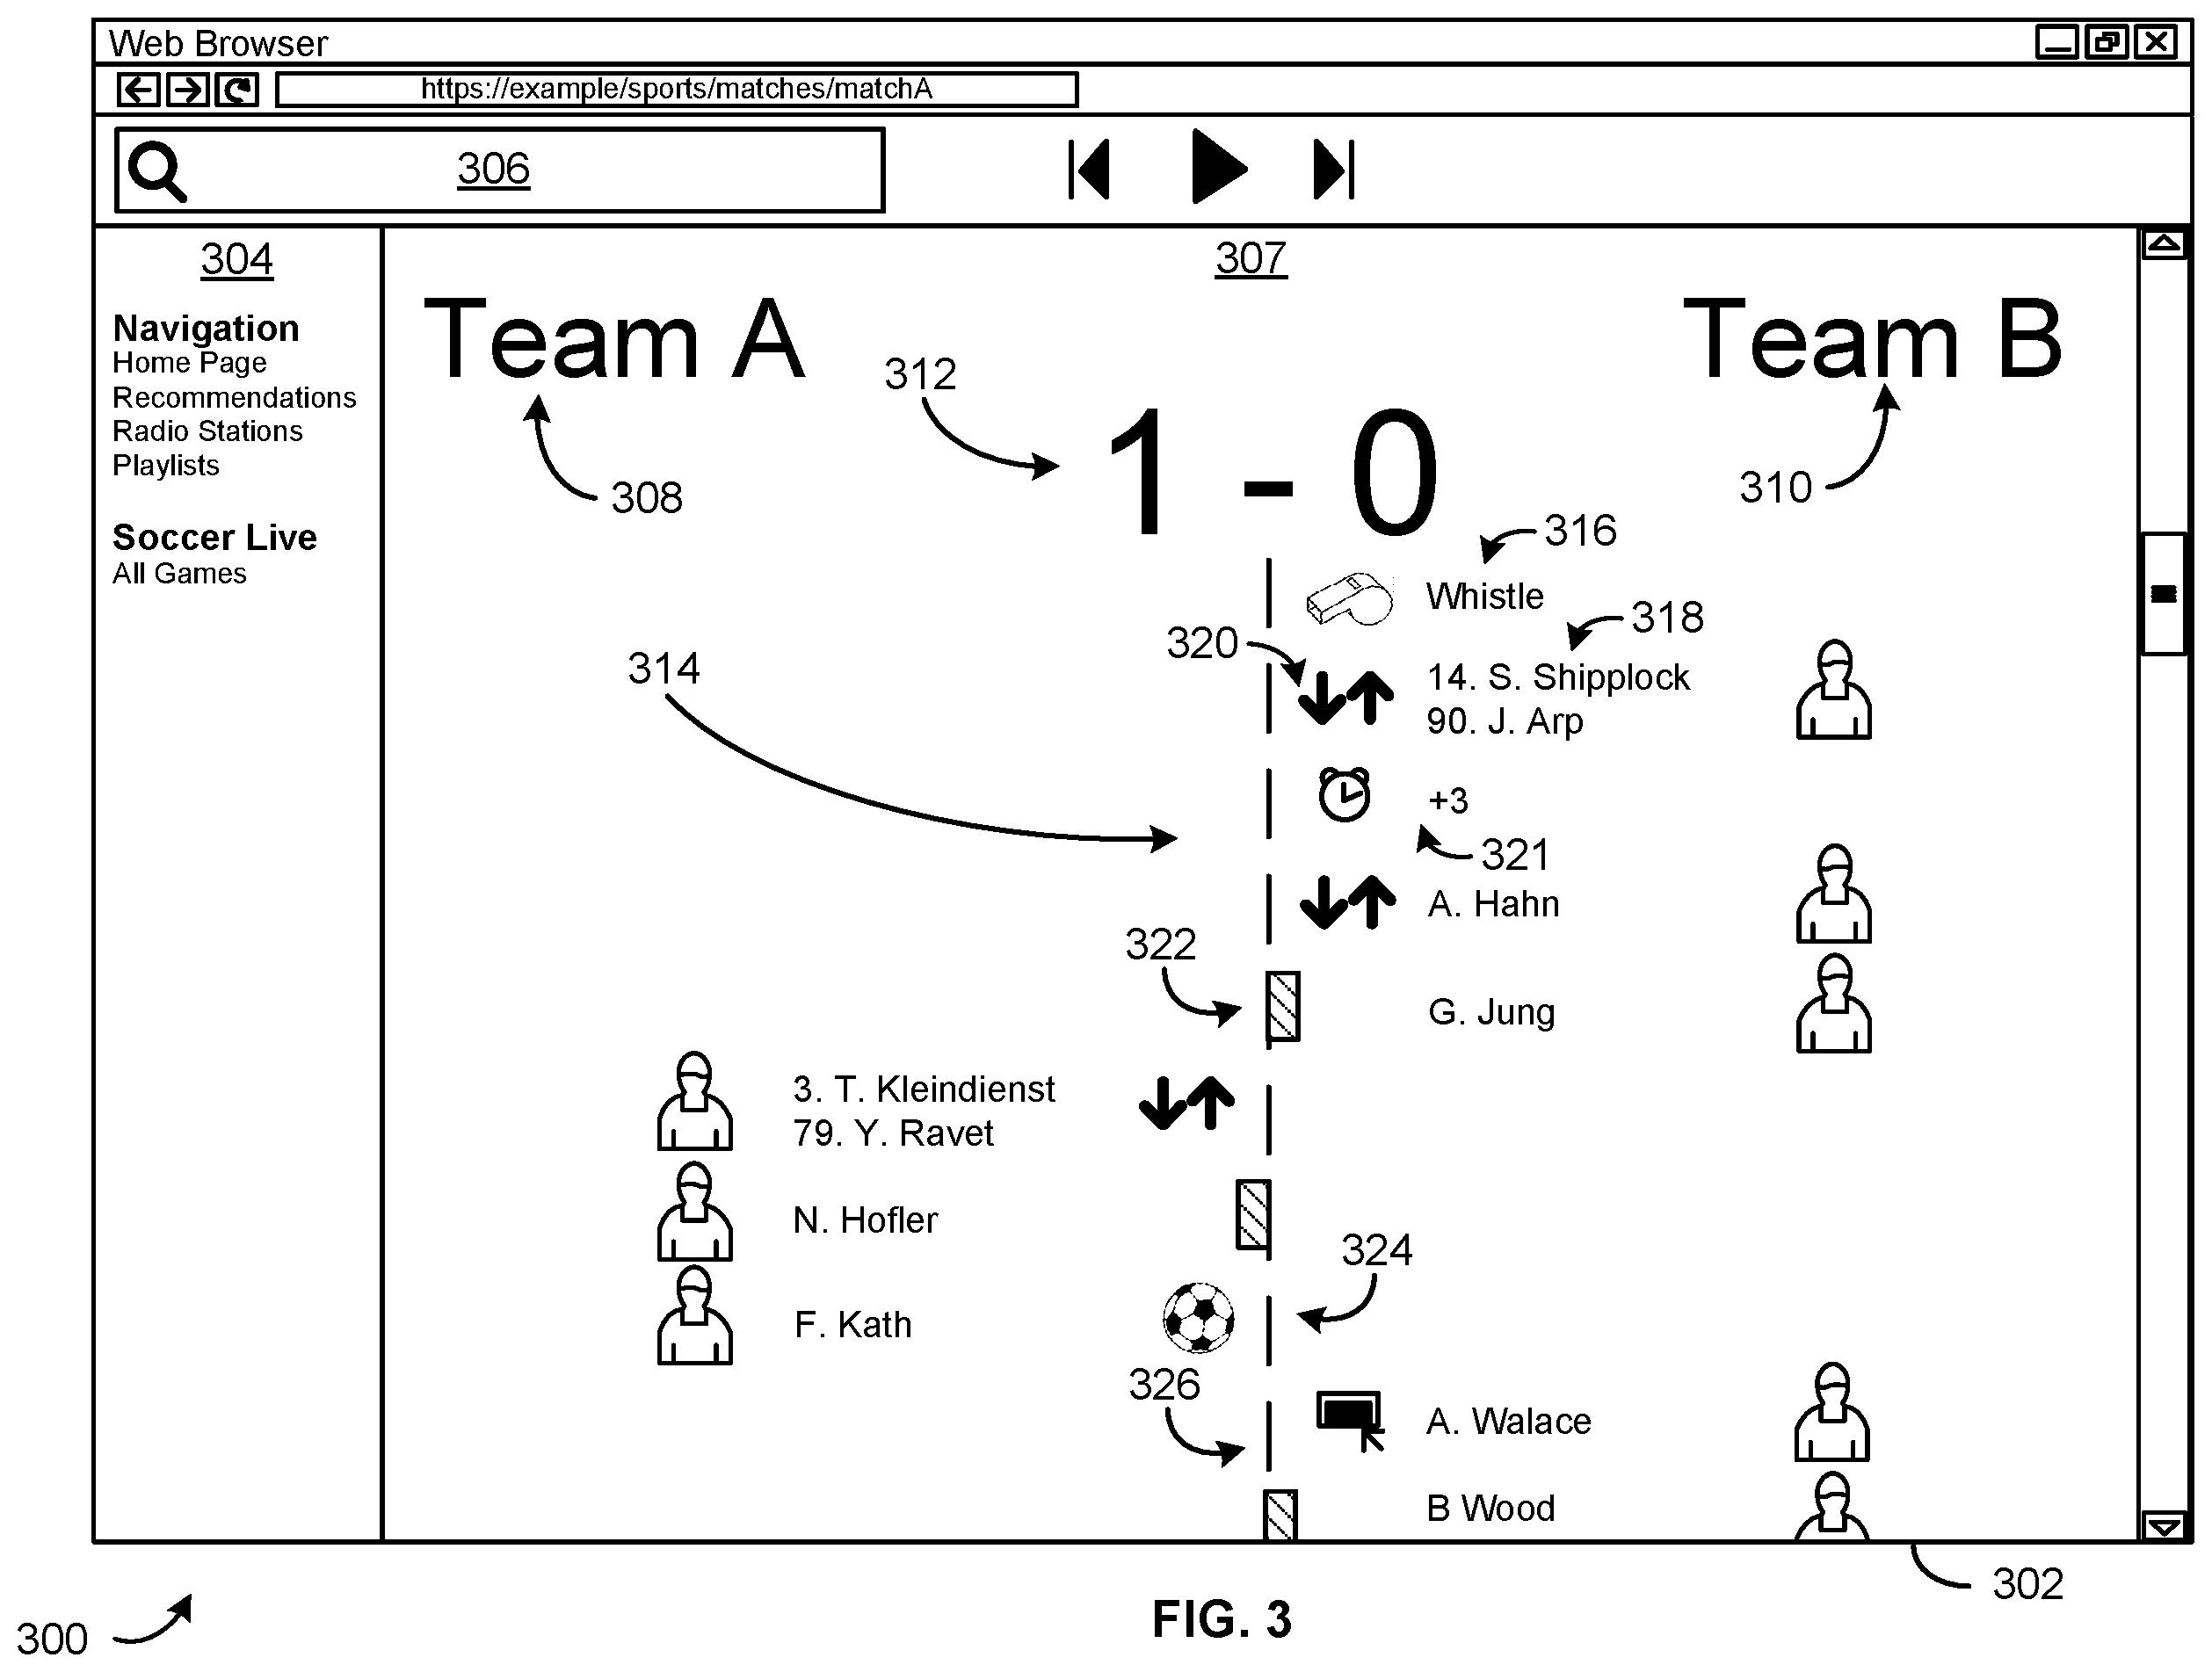 Web Browser
https://example/sports/matches/matchA
306
304
307
Navigation
Home Page
Recommendations
Radio Stations
Playlists
Soccer Live
All Games
Team A
Team B
312
308
310
1 - 0
316
Whistle
318
320
314
14. S. Shipplock
90. J. Arp
+3
321
A. Hahn
322
G. Jung
3. T. Kleindienst
79. Y. Ravet
N. Hofler
324
F. Kath
326
A. Walace
B Wood
302
300
FIG. 3